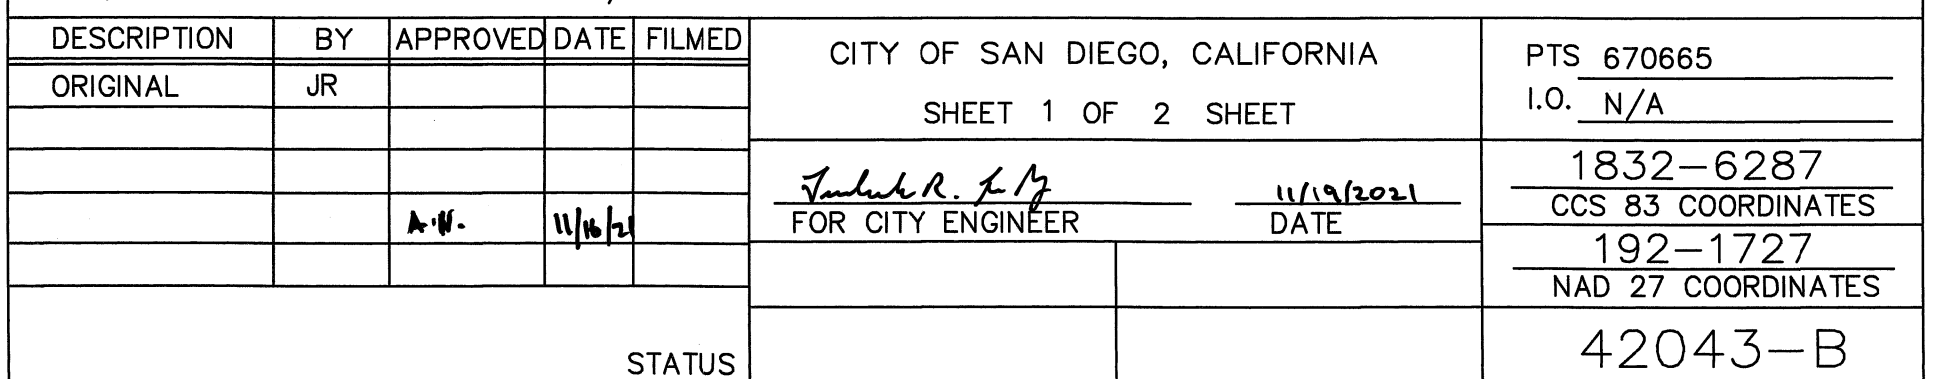 DESCRIPTION BY APPROVED DATE FILMED
ORIGINAL JR
A.W. 11/16/21
STATUS
CITY OF SAN DIEGO, CALIFORNIA
SHEET 1 OF 2 SHEET
11/19/2021
FOR CITY ENGINEER DATE
PTS 670665
I.O. N/A
1832-6287
CCS 83 COORDINATES
192-1727
NAD 27 COORDINATES
42043-B